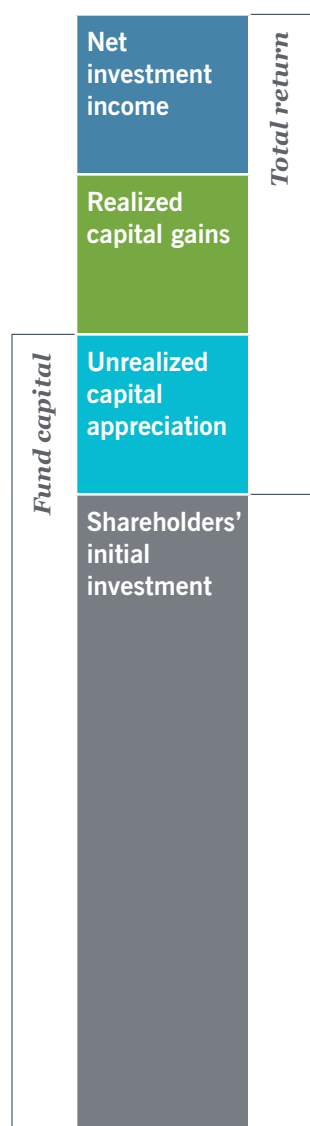 Net
investment
income
Total return
Realized
capital gains
Unrealized
capital
appreciation
Fund capital
Shareholders’
initial
investment